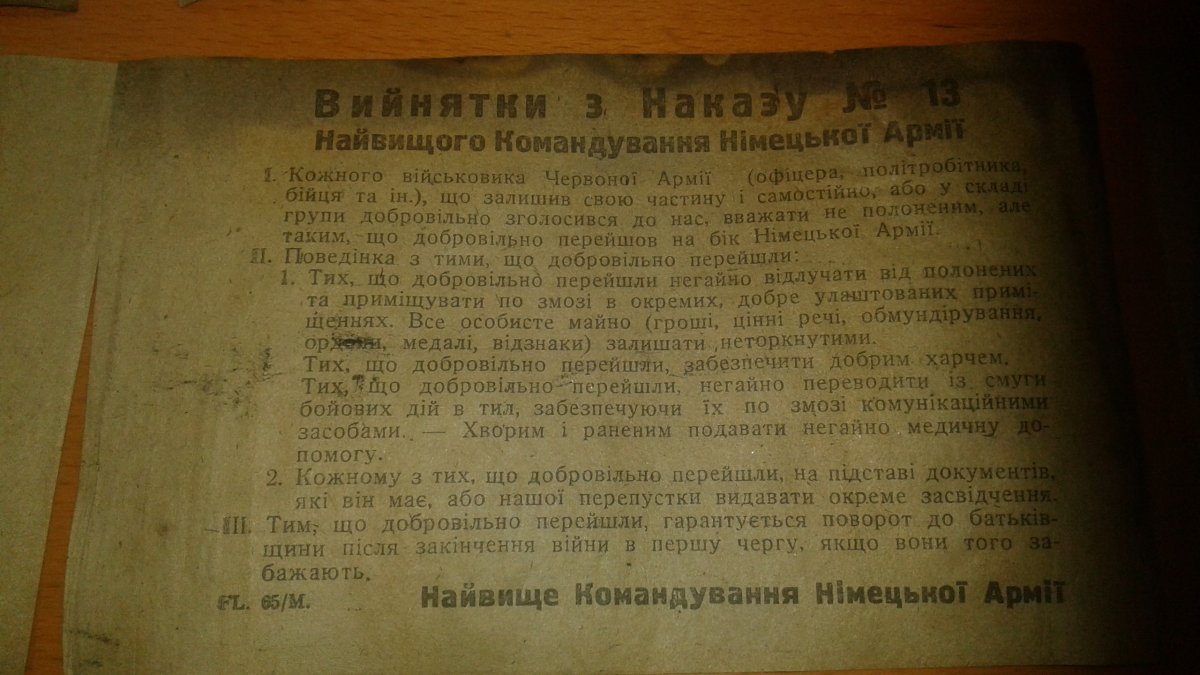 Вийнятки з Наказу № 13
Найвищого Командування Німецької Армії
I. Кожного військовика Червоної Армії (офіцера, політробітника,
бійця та ін.), що залишив свою частину і самостійно, або у складі
групи добровільно зголосився до нас, вважати не полоненим, але
таким, що добровільно перейшов на бік Німецької Армії.
II. Поведінка з тими, що добровільно перейшли:
1. Тих, що добровільно перейшли негайно відлучати від полонених
та приміщувати по змозі в окремих, добре улаштованих примі-
щеннях. Все особисте майно (гроші, цінні речі, обмундірування,
ордени, медалі, відзнаки) залишати неторкнутими.
Тих, що добровільно перейшли, забезпечити добрим харчем.
Тих, що добровільно перейшли, негайно переводити із смуги
бойових дій в тил, забезпечуючи їх по змозі комунікаційними
засобами. — Хворим і раненим подавати негайно медичну до-
помогу.
2. Кожному з тих, що добровільно перейшли, на підставі документів,
які він має, або нашої перепустки видавати окреме засвідчення.
III. Тим, що добровільно перейшли, гарантується поворот до батьків-
щини після закінчення війни в першу чергу, якщо вони того за-
бажають.
FL. 65/M. Найвище Командування Німецької Армії